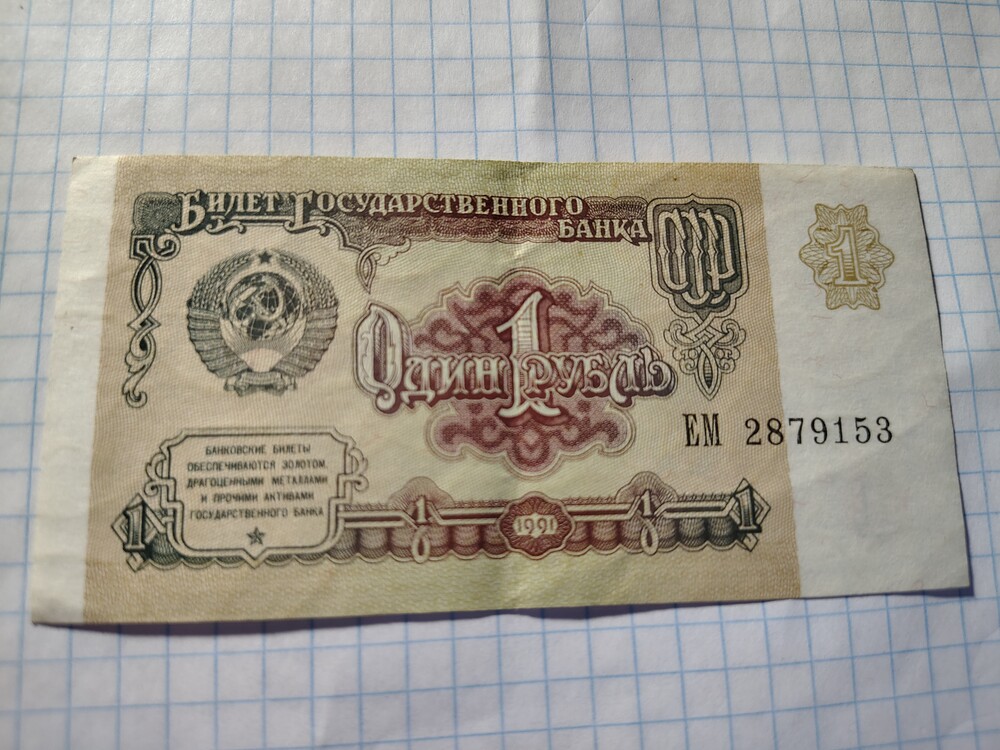 Билет Государственного
Банка
СССР
1
Один 1 рубль
ЕМ 2879153
БАНКОВСКИЕ БИЛЕТЫ
ОБЕСПЕЧИВАЮТСЯ ЗОЛОТОМ,
ДРАГОЦЕННЫМИ МЕТАЛЛАМИ
И ПРОЧИМИ АКТИВАМИ
ГОСУДАРСТВЕННОГО БАНКА
1 1 1991 1 1